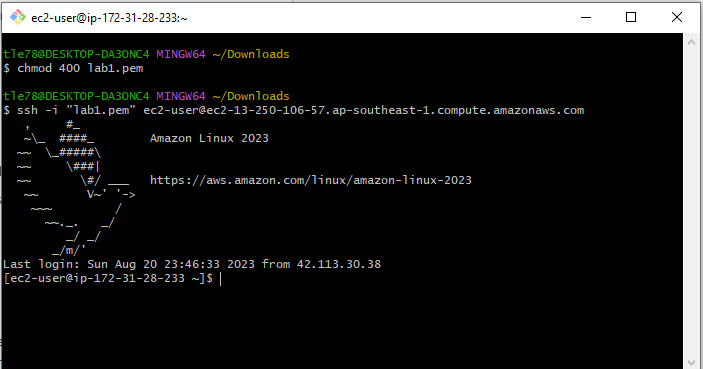 ec2-user@ip-172-31-28-233:~
tle78@DESKTOP-DA3ONC4 MINGW64 ~/Downloads
$ chmod 400 lab1.pem
tle78@DESKTOP-DA3ONC4 MINGW64 ~/Downloads
$ ssh -i "lab1.pem" ec2-user@ec2-13-250-106-57.ap-southeast-1.compute.amazonaws.com
   ,     #_
   ~\_  ####_        Amazon Linux 2023
  ~~  \_#####\
  ~~     \###|
  ~~       \#/ ___   https://aws.amazon.com/linux/amazon-linux-2023
   ~~       V~' '->
    ~~~         /
      ~~._.   _/
         _/ _/
       _/m/'
Last login: Sun Aug 20 23:46:33 2023 from 42.113.30.38
[ec2-user@ip-172-31-28-233 ~]$